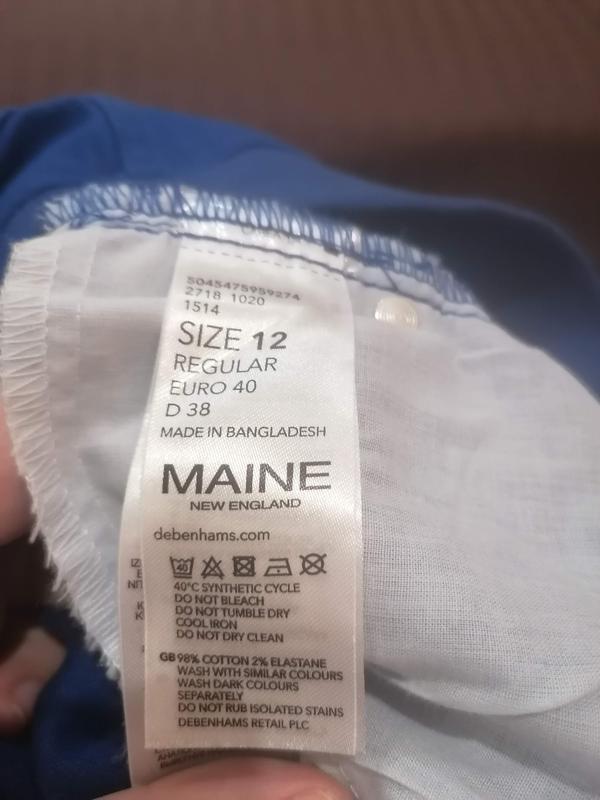 5045475959274
2718 1020
1514
SIZE 12
REGULAR
EURO 40
D 38
MADE IN BANGLADESH
MAINE
NEW ENGLAND
debenhams.com
40
40°C SYNTHETIC CYCLE
DO NOT BLEACH
DO NOT TUMBLE DRY
COOL IRON
DO NOT DRY CLEAN
GB 98% COTTON 2% ELASTANE
WASH WITH SIMILAR COLOURS
WASH DARK COLOURS
SEPARATELY
DO NOT RUB ISOLATED STAINS
DEBENHAMS RETAIL PLC